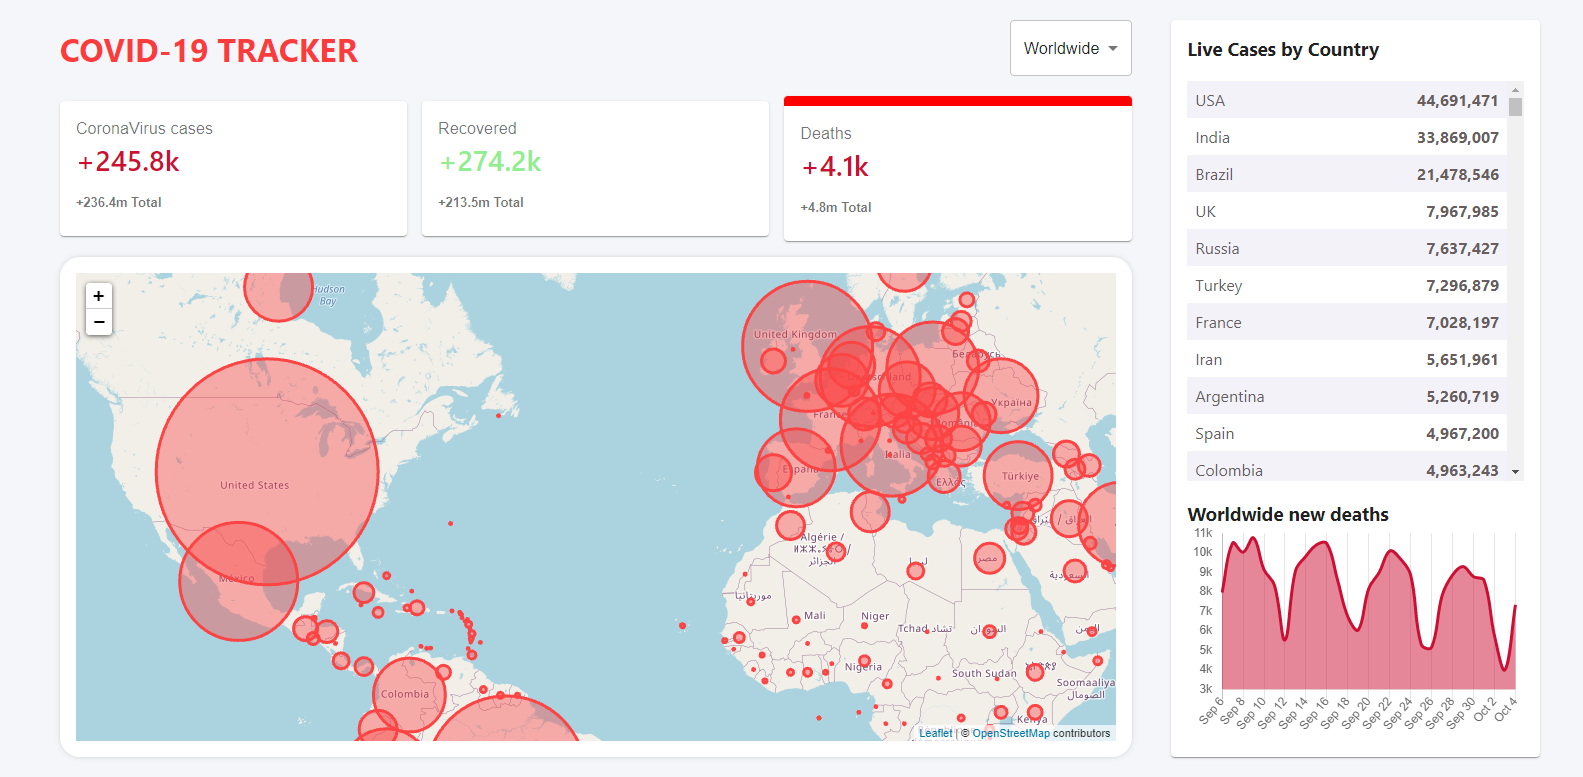 COVID-19 TRACKER
Worldwide
CoronaVirus cases
+245.8k
+236.4m Total
Recovered
+274.2k
+213.5m Total
Deaths
+4.1k
+4.8m Total
+
−
Hudson
Bay
United Kingdom
Беларусь
Україна
France
Italia
España
Ελλάς
Türkiye
United States
México
Algérie /
الجزائر
ليبيا
مصر
السعودية
موريتانيا
Mali
Niger
Tchad تشاد
السودان
اليمن
Nigeria
South Sudan
Soomaaliya
الصومال
Kenya
Colombia
Leaflet | © OpenStreetMap contributors
Live Cases by Country
USA 44,691,471
India 33,869,007
Brazil 21,478,546
UK 7,967,985
Russia 7,637,427
Turkey 7,296,879
France 7,028,197
Iran 5,651,961
Argentina 5,260,719
Spain 4,967,200
Colombia 4,963,243
Worldwide new deaths
11k
10k
9k
8k
7k
6k
5k
4k
3k
Sep 6
Sep 8
Sep 10
Sep 12
Sep 14
Sep 16
Sep 18
Sep 20
Sep 22
Sep 24
Sep 26
Sep 28
Sep 30
Oct 2
Oct 4